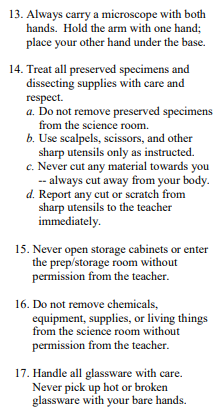 13. Always carry a microscope with both
hands.  Hold the arm with one hand;
place your other hand under the base.
14. Treat all preserved specimens and
dissecting supplies with care and
respect.
a. Do not remove preserved specimens
from the science room.
b. Use scalpels, scissors, and other
sharp utensils only as instructed.
c. Never cut any material towards you
-- always cut away from your body.
d. Report any cut or scratch from
sharp utensils to the teacher
immediately.
15. Never open storage cabinets or enter
the prep/storage room without
permission from the teacher.
16. Do not remove chemicals,
equipment, supplies, or living things
from the science room without
permission from the teacher.
17. Handle all glassware with care.
Never pick up hot or broken
glassware with your bare hands.